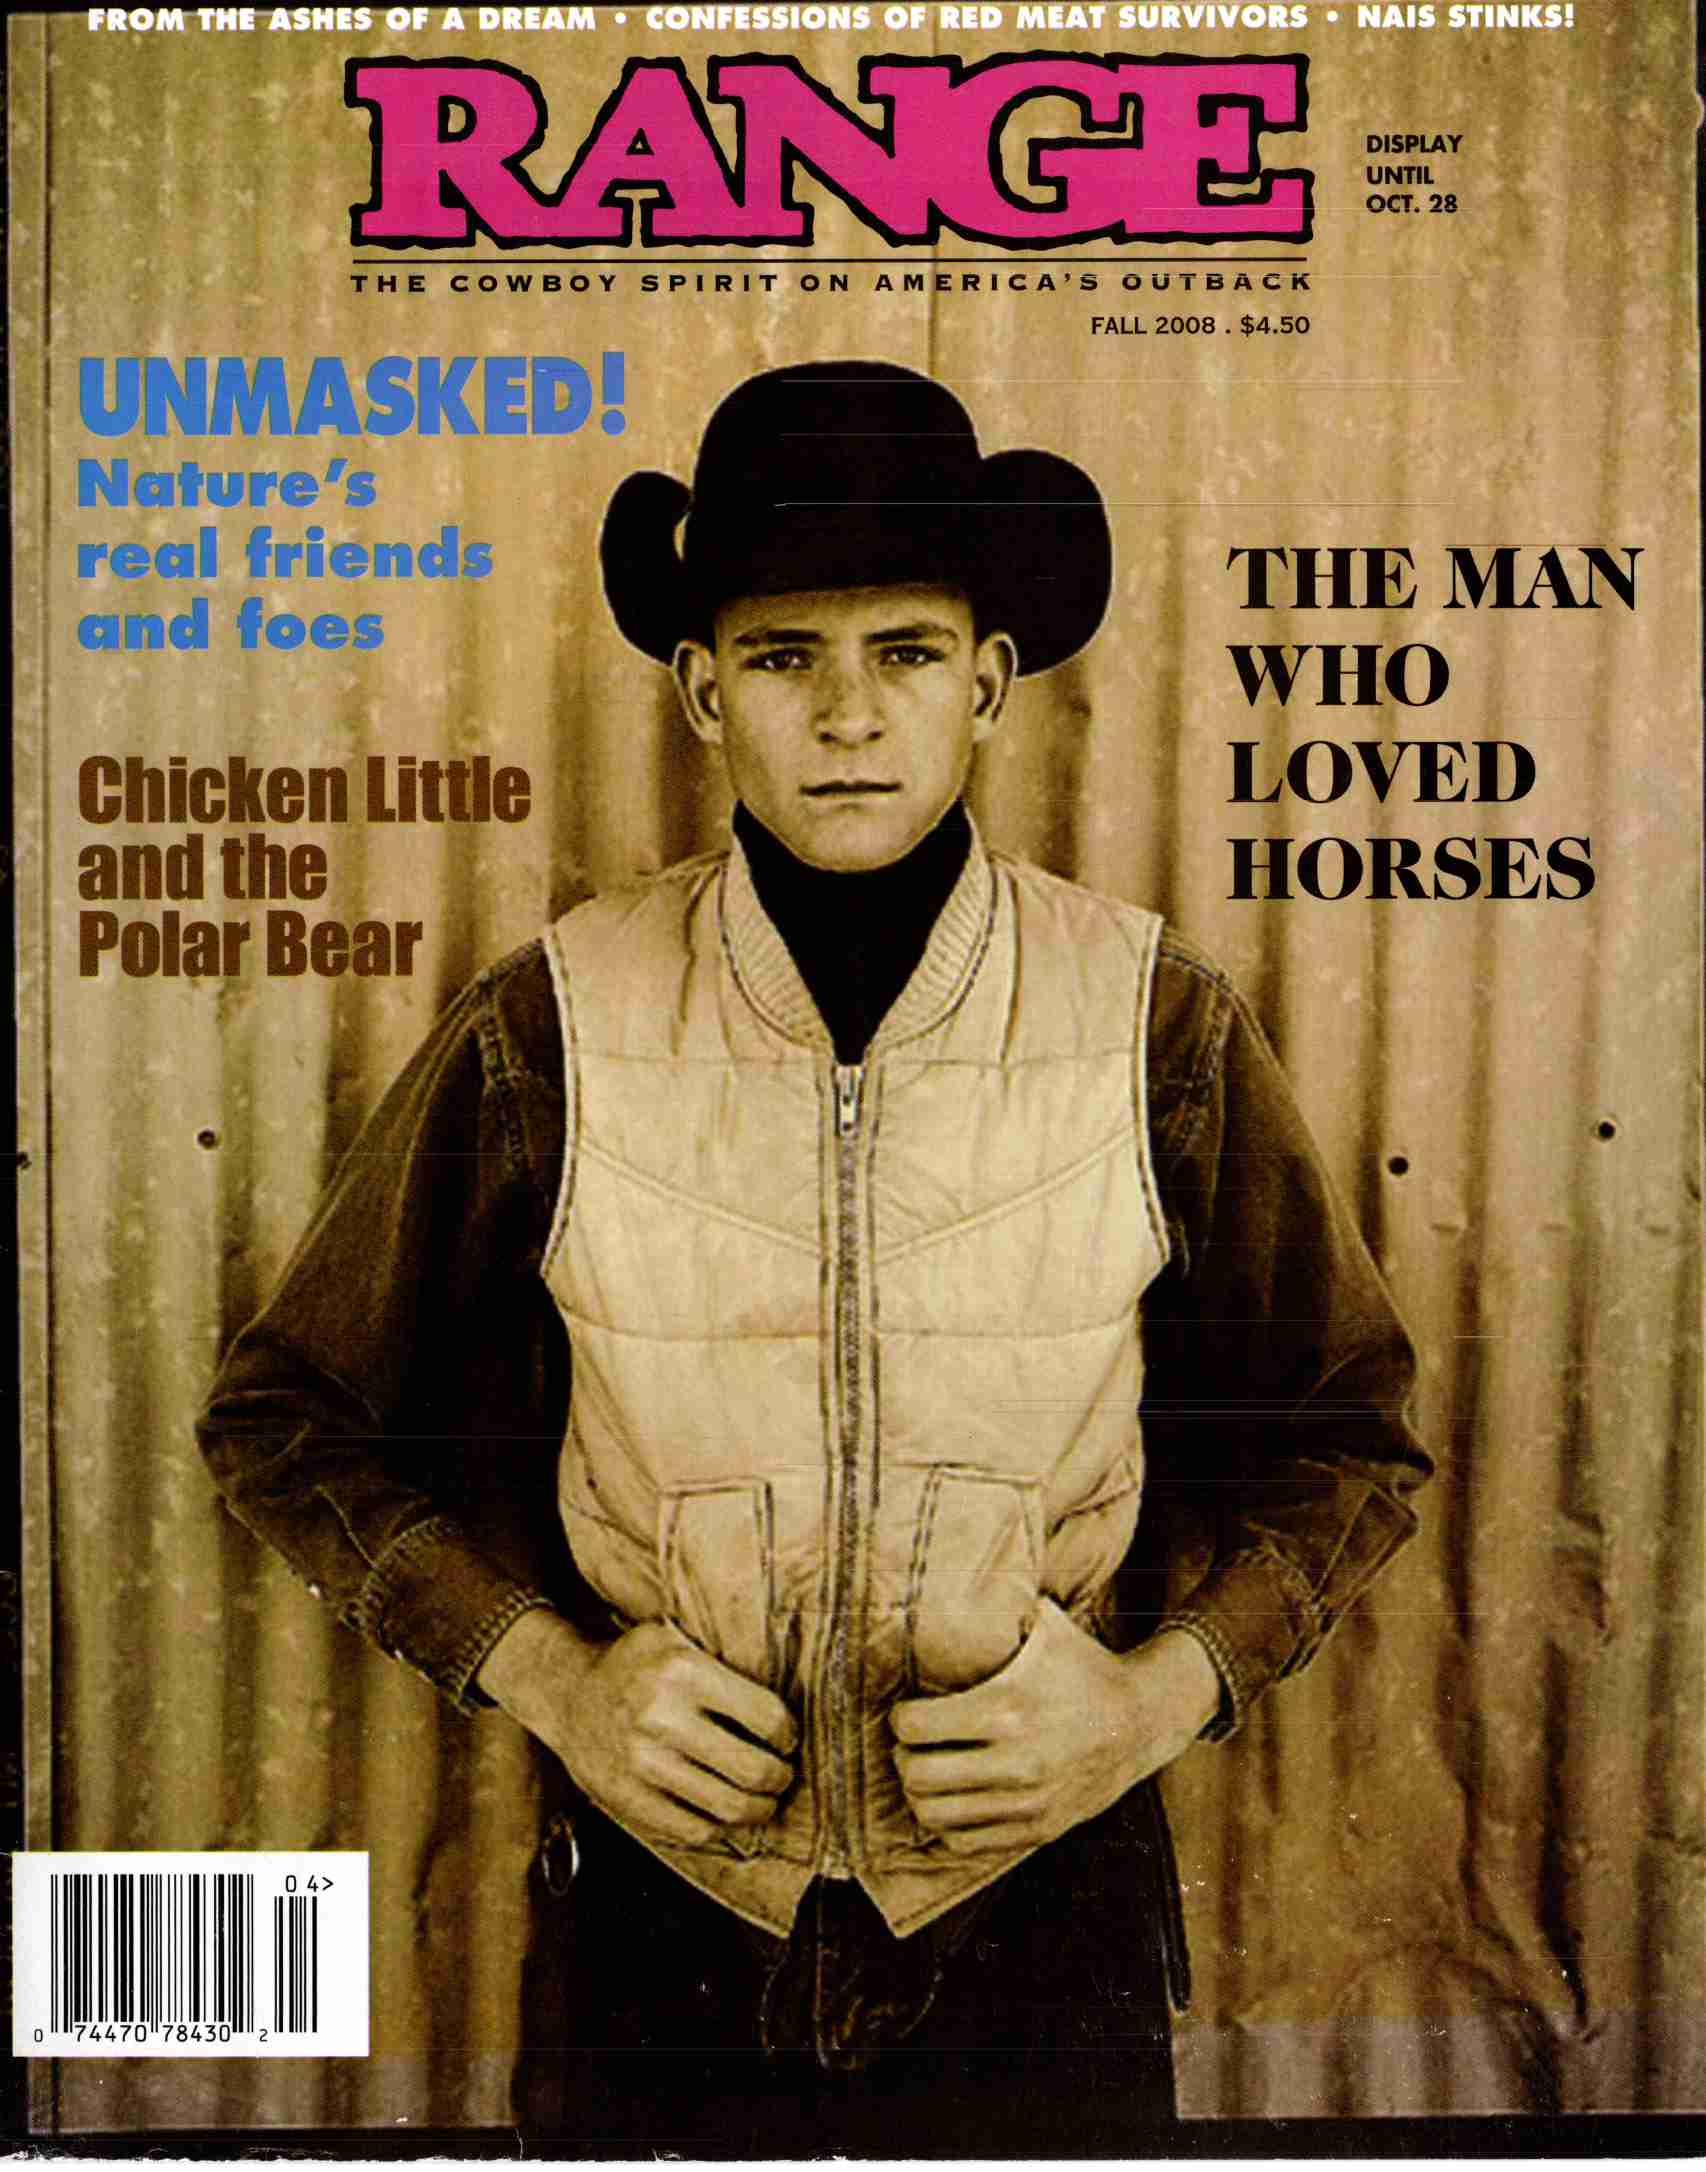 FROM THE ASHES OF A DREAM • CONFESSIONS OF RED MEAT SURVIVORS • NAIS STINKS!
RANGE
DISPLAY
UNTIL
OCT. 28
THE COWBOY SPIRIT ON AMERICA'S OUTBACK
FALL 2008 . $4.50
UNMASKED!
Nature's
real friends
and foes
Chicken Little
and the
Polar Bear
THE MAN
WHO
LOVED
HORSES
04>
0 74470 78430 2